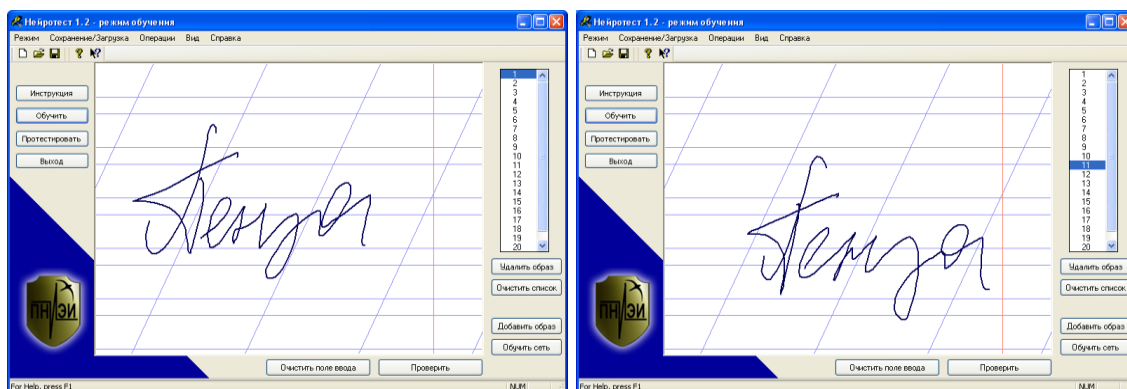 Нейротест 1.2 - режим обучения
Режим Сохранение/Загрузка Операции Вид Справка
Инструкция
Обучить
Протестировать
Выход
Пенза
1
2
3
4
5
6
7
8
9
10
11
12
13
14
15
16
17
18
19
20
Удалить образ
Очистить список
Добавить образ
Обучить сеть
ПНИЭИ
Очистить поле ввода Проверить
For Help, press F1 NUM
Нейротест 1.2 - режим обучения
Режим Сохранение/Загрузка Операции Вид Справка
Инструкция
Обучить
Протестировать
Выход
Пенза
1
2
3
4
5
6
7
8
9
10
11
12
13
14
15
16
17
18
19
20
Удалить образ
Очистить список
Добавить образ
Обучить сеть
ПНИЭИ
Очистить поле ввода Проверить
For Help, press F1 NUM